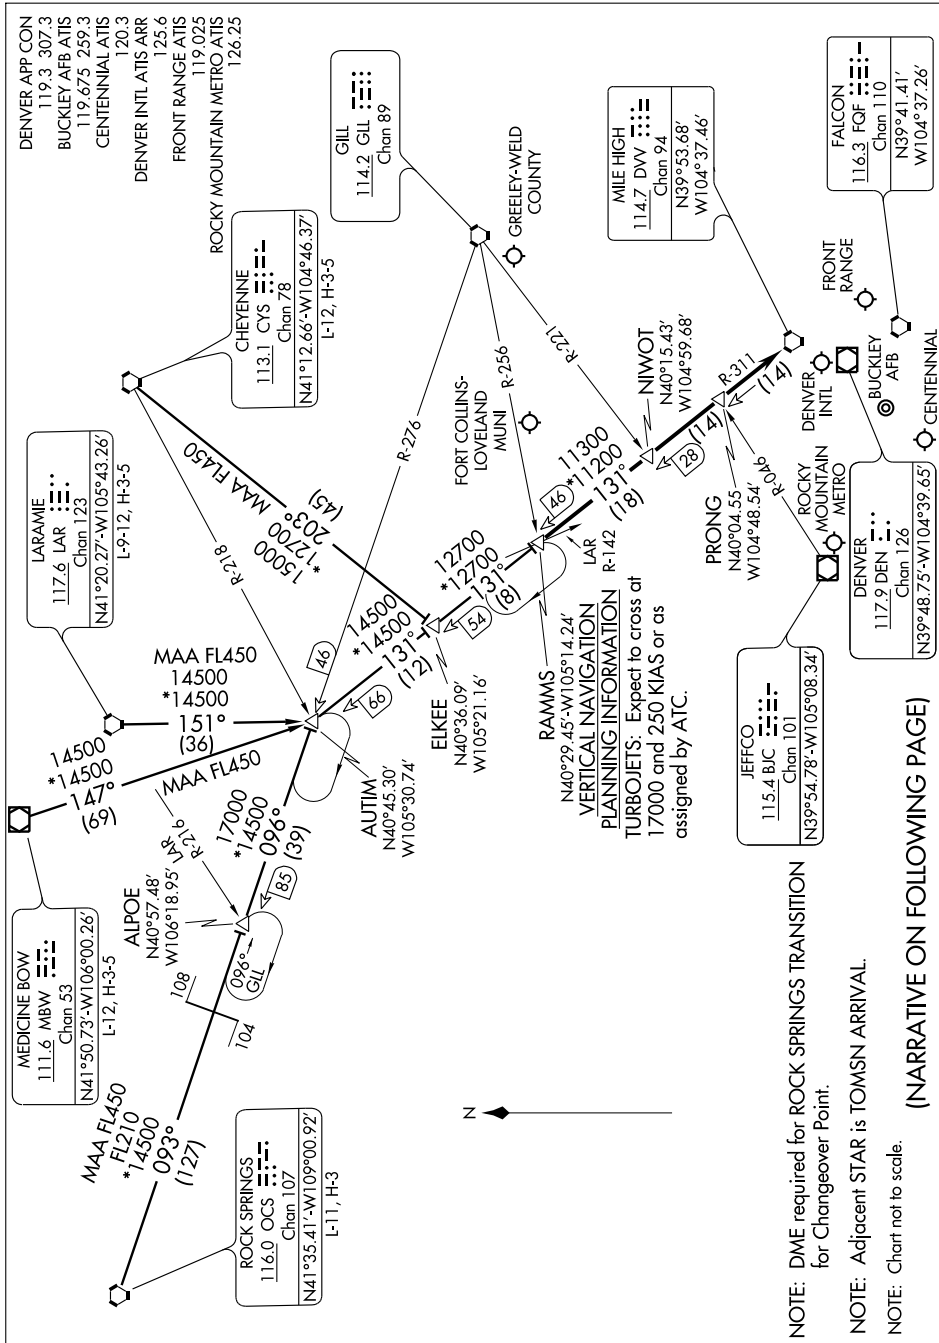 DENVER APP CON
119.3 307.3
BUCKLEY AFB ATIS
119.675 259.3
CENTENNIAL ATIS
120.3
DENVER INTL ATIS ARR
125.6
FRONT RANGE ATIS
119.025
ROCKY MOUNTAIN METRO ATIS
126.25
MEDICINE BOW
111.6 MBW
Chan 53
N41°50.73'-W106°00.26'
L-12, H-3-5
LARAMIE
117.6 LAR
Chan 123
N41°20.27'-W105°43.26'
L-9-12, H-3-5
CHEYENNE
113.1 CYS
Chan 78
N41°12.66'-W104°46.37'
L-12, H-3-5
GILL
114.2 GLL
Chan 89
ROCK SPRINGS
116.0 OCS
Chan 107
N41°35.41'-W109°00.92'
L-11, H-3
MAA FL450
FL210
*14500
093°
(127)
104
108
ALPOE
N40°57.48'
W106°18.95'
LAR
R-216
096°
GLL
85
17000
*14500
096°
(39)
14500
*14500
147°
(69)
MAA FL450
MAA FL450
14500
*14500
151°
(36)
R-218
MAA FL450
15000
*12700
203°
(45)
AUTIM
N40°45.30'
W105°30.74'
46
66
R-276
14500
*14500
131°
(12)
ELKEE
N40°36.09'
W105°21.16'
54
12700
*12700
131°
(8)
RAMMS
N40°29.45'-W105°14.24'
46
LAR
R-142
R-256
VERTICAL NAVIGATION
PLANNING INFORMATION
TURBOJETS: Expect to cross at
17000 and 250 KIAS or as
assigned by ATC.
FORT COLLINS-
LOVELAND
MUNI
GREELEY-WELD
COUNTY
11300
*11200
131°
(18)
R-221
NIWOT
N40°15.43'
W104°59.68'
28
(14)
R-311
(14)
PRONG
N40°04.55
W104°48.54'
R-046
MILE HIGH
114.7 DVV
Chan 94
N39°53.68'
W104°37.46'
FALCON
116.3 FQF
Chan 110
N39°41.41'
W104°37.26'
JEFFCO
115.4 BJC
Chan 101
N39°54.78'-W105°08.34'
DENVER
117.9 DEN
Chan 126
N39°48.75'-W104°39.65'
ROCKY
MOUNTAIN
METRO
DENVER
INTL
FRONT
RANGE
BUCKLEY
AFB
CENTENNIAL
N
NOTE: DME required for ROCK SPRINGS TRANSITION
for Changeover Point.
NOTE: Adjacent STAR is TOMSN ARRIVAL.
NOTE: Chart not to scale.
(NARRATIVE ON FOLLOWING PAGE)